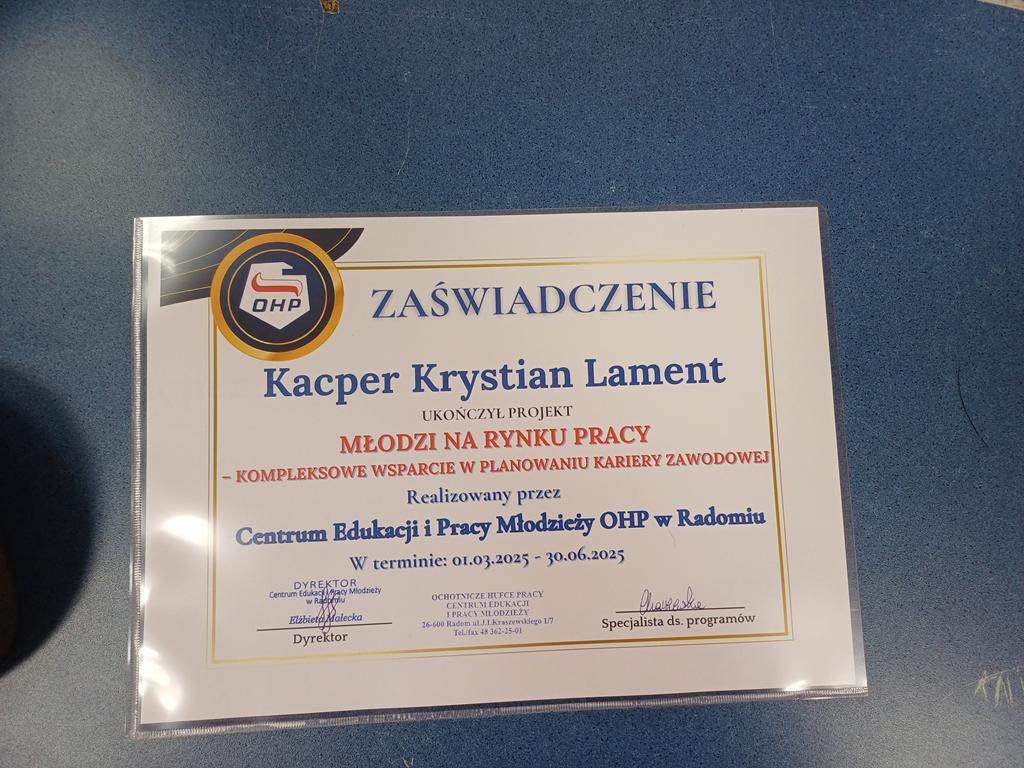 OHP
ZAŚWIADCZENIE
Kacper Krystian Lament
UKOŃCZYŁ PROJEKT
MŁODZI NA RYNKU PRACY
– KOMPLEKSOWE WSPARCIE W PLANOWANIU KARIERY ZAWODOWEJ
Realizowany przez
Centrum Edukacji i Pracy Młodzieży OHP w Radomiu
W terminie: 01.03.2025 - 30.06.2025
DYREKTOR
Centrum Edukacji i Pracy Młodzieży
w Radomiu
Elżbieta Małecka
Dyrektor
OCHOTNICZE HUFCE PRACY
CENTRUM EDUKACJI
I PRACY MŁODZIEŻY
26-600 Radom ul.J.I.Kraszewskiego 1/7
Tel./fax 48 362-25-01
Specjalista ds. programów